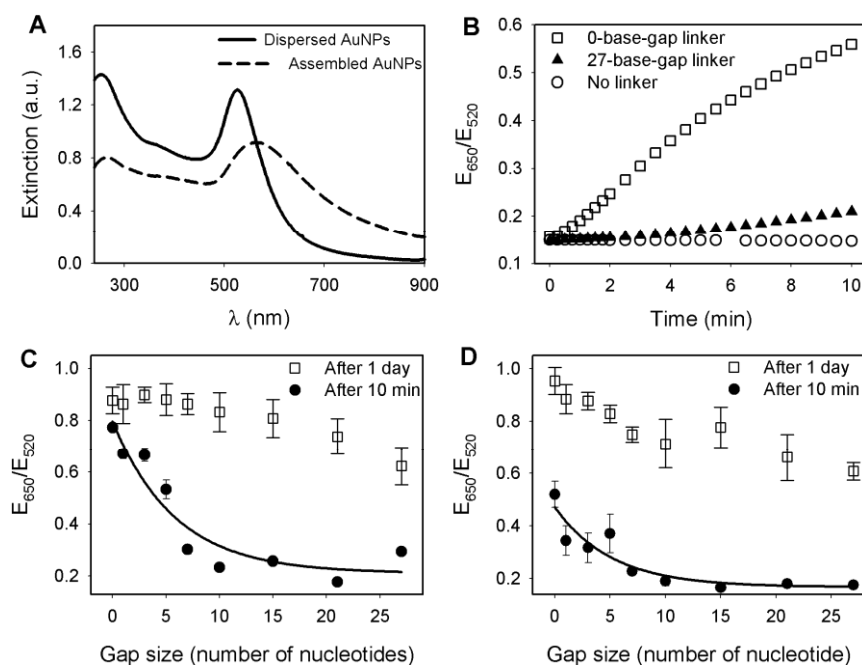 A
Dispersed AuNPs
Assembled AuNPs
Extinction (a.u.)
1.8
1.2
0.6
0.0
300
500
700
900
λ (nm)
B
0-base-gap linker
27-base-gap linker
No linker
E650/E520
0.6
0.5
0.4
0.3
0.2
0.1
0
2
4
6
8
10
Time (min)
C
After 1 day
After 10 min
E650/E520
1.0
0.8
0.6
0.4
0.2
0
5
10
15
20
25
Gap size (number of nucleotides)
D
After 1 day
After 10 min
E650/E520
1.0
0.8
0.6
0.4
0.2
0
5
10
15
20
25
Gap size (number of nucleotide)